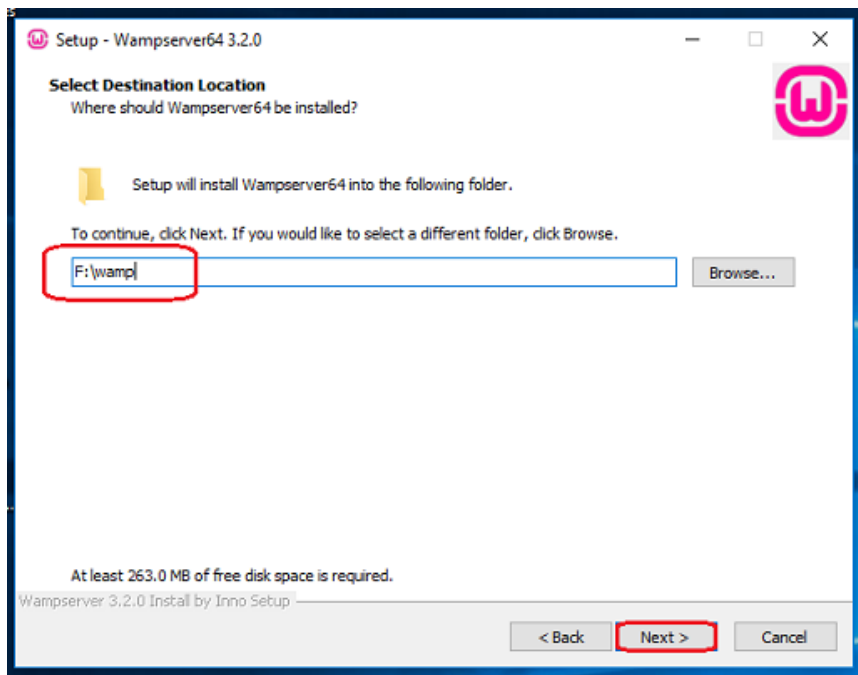 Setup - Wampserver64 3.2.0
Select Destination Location
Where should Wampserver64 be installed?
Setup will install Wampserver64 into the following folder.
To continue, click Next. If you would like to select a different folder, click Browse.
F:\wamp
Browse...
At least 263.0 MB of free disk space is required.
Wampserver 3.2.0 Install by Inno Setup
< Back
Next >
Cancel